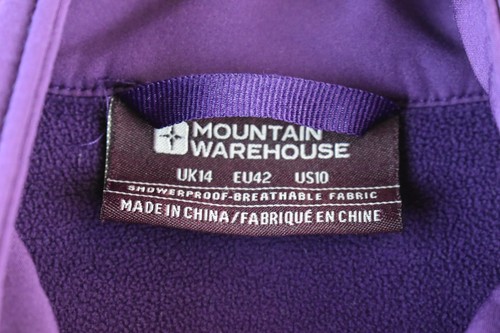 MOUNTAIN
WAREHOUSE
UK14 EU42 US10
SHOWERPROOF-BREATHABLE FABRIC
MADE IN CHINA/FABRIQUÉ EN CHINE